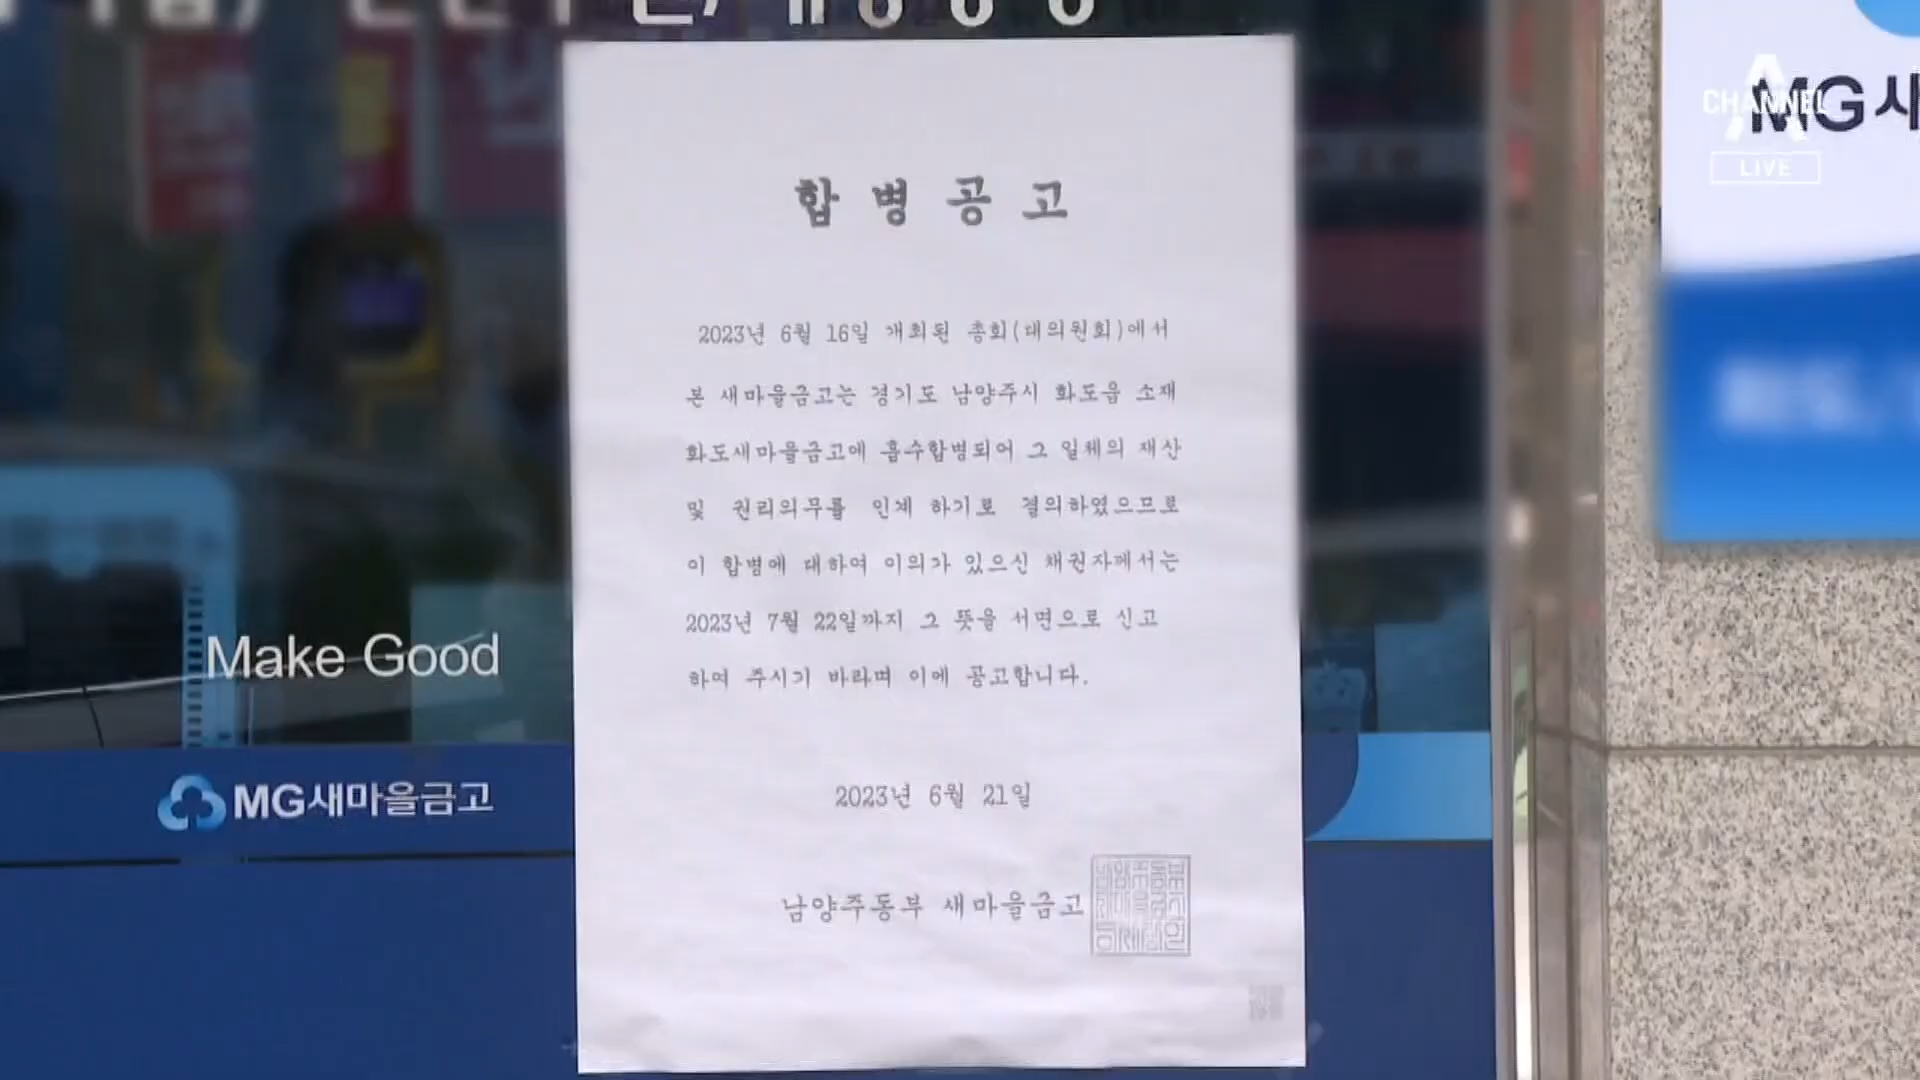 합 병 공 고
2023년 6월 16일 개최된 총회(대의원회)에서
본 새마을금고는 경기도 남양주시 화도읍 소재
화도새마을금고에 흡수합병되어 그 일체의 재산
및 권리의무를 인계 하기로 결의하였으므로
이 합병에 대하여 이의가 있으신 채권자께서는
2023년 7월 22일까지 그 뜻을 서면으로 신고
하여 주시기 바라며 이에 공고합니다.
2023년 6월 21일
남양주동부 새마을금고
Make Good
MG새마을금고
MG새
CHANNEL A
LIVE